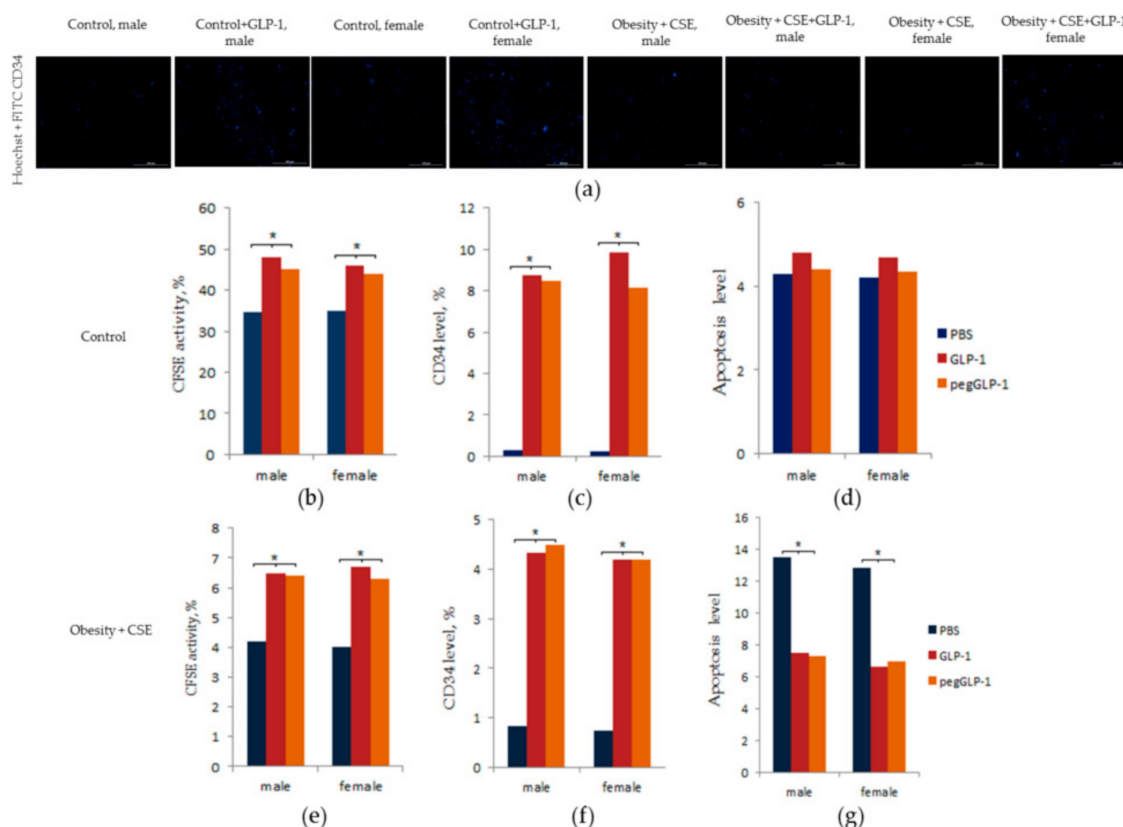 Control, male
Control+GLP-1,
male
Control, female
Control+GLP-1,
female
Obesity + CSE,
male
Obesity + CSE+GLP-1,
male
Obesity + CSE,
female
Obesity + CSE+GLP-1
female
Hoechst + FITC CD34
(a)
60
50
40
30
20
10
0
CFSE activity, %
*
*
male
female
(b)
12
10
8
6
4
2
0
CD34 level, %
*
*
male
female
(c)
6
4
2
0
Apoptosis level
male
female
(d)
Control
PBS
GLP-1
pegGLP-1
8
7
6
5
4
3
2
1
0
CFSE activity, %
*
*
male
female
(e)
5
4
3
2
1
0
CD34 level, %
*
*
male
female
(f)
16
14
12
10
8
6
4
2
0
Apoptosis level
*
*
male
female
(g)
Obesity + CSE
PBS
GLP-1
pegGLP-1